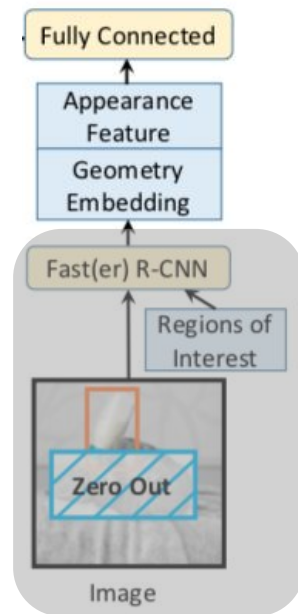 Fully Connected
Appearance
Feature
Geometry
Embedding
Fast(er) R-CNN
Regions of
Interest
Zero Out
Image